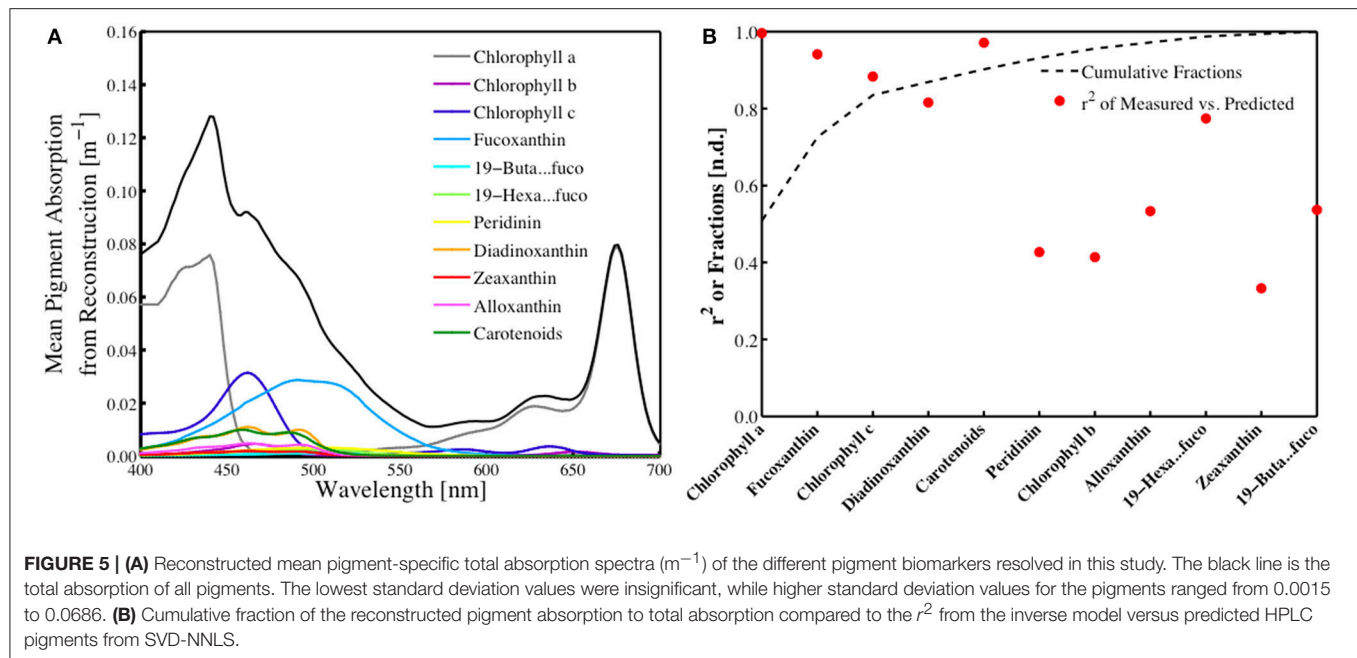 A
0.16
0.14
0.12
0.10
0.08
0.06
0.04
0.02
0.00
Mean Pigment Absorption
from Reconstruciton [m⁻¹]
400
450
500
550
600
650
700
Wavelength [nm]
Chlorophyll a
Chlorophyll b
Chlorophyll c
Fucoxanthin
19-Buta...fuco
19-Hexa...fuco
Peridinin
Diadinoxanthin
Zeaxanthin
Alloxanthin
Carotenoids
B
1.0
0.8
0.6
0.4
0.2
0.0
r² or Fractions [n.d.]
Cumulative Fractions
r² of Measured vs. Predicted
Chlorophyll a
Fucoxanthin
Chlorophyll c
Diadinoxanthin
Carotenoids
Peridinin
Chlorophyll b
Alloxanthin
19-Hexa...fuco
Zeaxanthin
19-Buta...fuco
FIGURE 5 | (A) Reconstructed mean pigment-specific total absorption spectra (m⁻¹) of the different pigment biomarkers resolved in this study. The black line is the
total absorption of all pigments. The lowest standard deviation values were insignificant, while higher standard deviation values for the pigments ranged from 0.0015
to 0.0686. (B) Cumulative fraction of the reconstructed pigment absorption to total absorption compared to the r² from the inverse model versus predicted HPLC
pigments from SVD-NNLS.